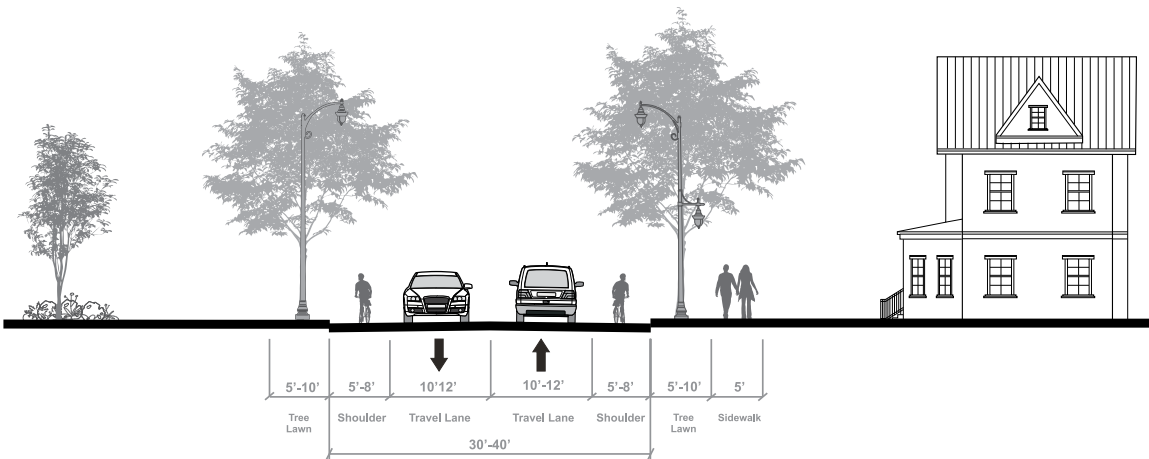 5’-10’ 5’-8’ 10’12’ 10’-12’ 5’-8’ 5’-10’ 5’
Tree Lawn Shoulder Travel Lane Travel Lane Shoulder Tree Lawn Sidewalk
30’-40’